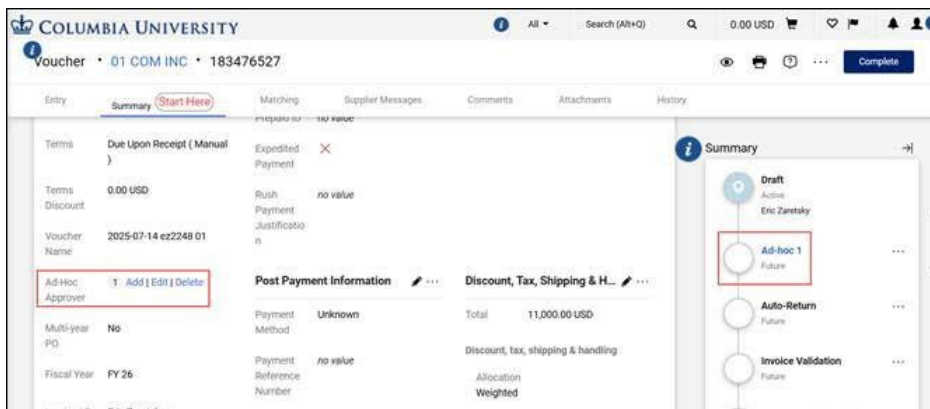 COLUMBIA UNIVERSITY
All
Search (Alt+Q)
0.00 USD
Voucher • 01 COM INC • 183476527
Complete
Entry
Summary
Start Here
Matching
Supplier Messages
Comments
Attachments
History
Prepaid ID
no value
Terms
Due Upon Receipt ( Manual
)
Expedited
Payment
Terms
Discount
0.00 USD
Rush
Payment
Justificatio
n
no value
Voucher
Name
2025-07-14 ez2248 01
Ad-Hoc
Approver
1 Add | Edit | Delete
Post Payment Information
Discount, Tax, Shipping & H...
Multi-year
PO
No
Payment
Method
Unknown
Total
11,000.00 USD
Discount, tax, shipping & handling
Fiscal Year
FY 26
Payment
Reference
Number
no value
Allocation
Weighted
Summary
Draft
Active
Eric Zaretsky
Ad-hoc 1
Future
Auto-Return
Future
Invoice Validation
Future